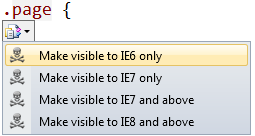 .page {
Make visible to IE6 only
Make visible to IE7 only
Make visible to IE7 and above
Make visible to IE8 and above